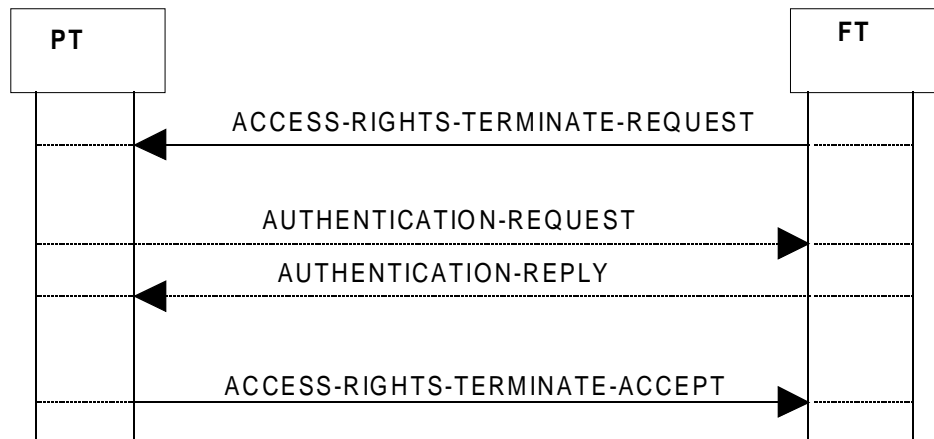 PT
FT
ACCESS-RIGHTS-TERMINATE-REQUEST
AUTHENTICATION-REQUEST
AUTHENTICATION-REPLY
ACCESS-RIGHTS-TERMINATE-ACCEPT